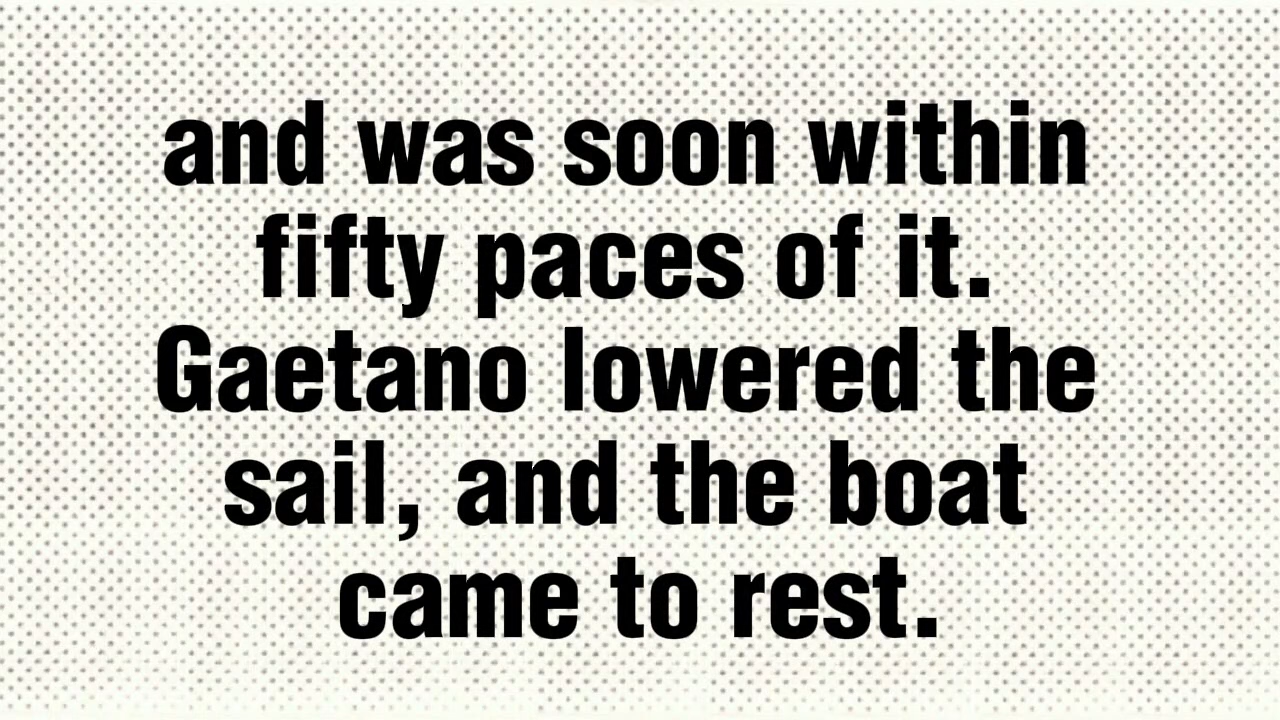 and was soon within
fifty paces of it.
Gaetano lowered the
sail, and the boat
came to rest.